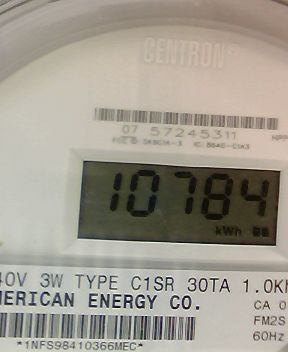 CENTRON®
07 57245311
10784
kWh
40V 3W TYPE C1SR 30TA 1.0Kh
MERICAN ENERGY CO.
CA 0
FM2S
60Hz
*1NFS98410366MEC*